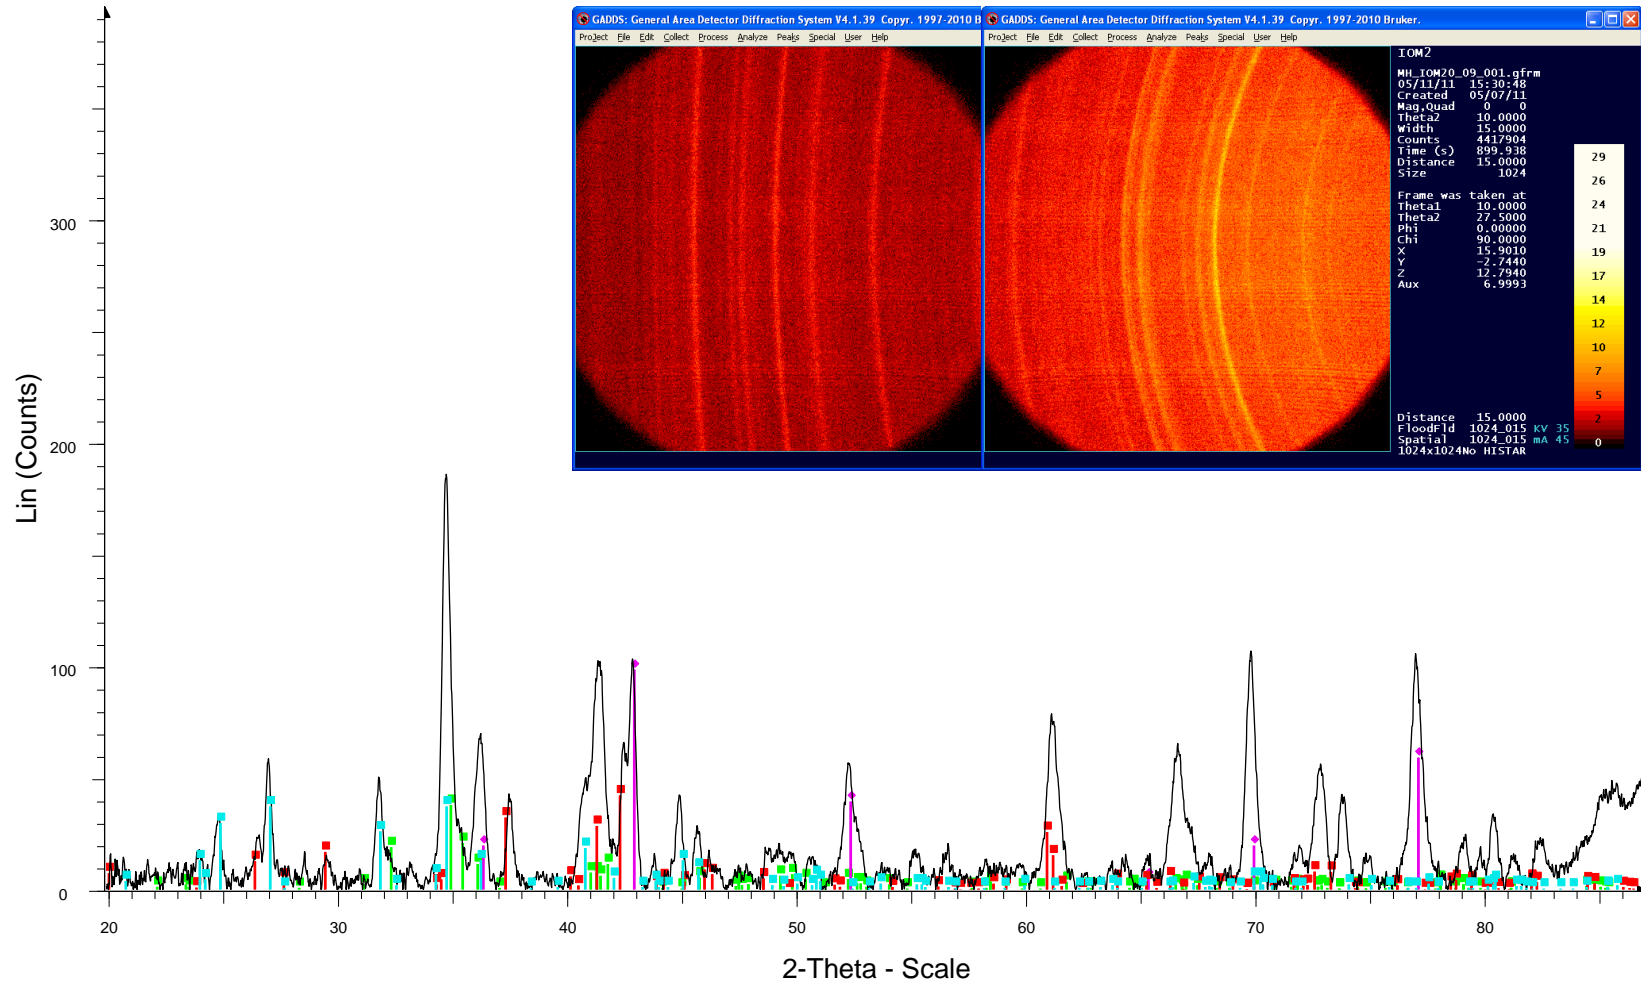 GADDS: General Area Detector Diffraction System V4.1.39 Copyr. 1997-2010 B
Project File Edit Collect Process Analyze Peaks Special User Help
GADDS: General Area Detector Diffraction System V4.1.39 Copyr. 1997-2010 Bruker.
Project File Edit Collect Process Analyze Peaks Special User Help
IOM2
MH_IOM20_09_001.gfrm
05/11/11 15:30:48
Created 05/07/11
Mag,Quad 0 0
Theta2 10.0000
Width 15.0000
Counts 4417904
Time (s) 899.938
Distance 15.0000
Size 1024
Frame was taken at
Theta1 10.0000
Theta2 27.5000
Phi 0.00000
Chi 90.0000
X 15.9010
Y -2.7440
Z 12.7940
Aux 6.9993
29
26
24
21
19
17
14
12
10
7
5
2
0
Distance 15.0000
FloodFld 1024_015 KV 35
Spatial 1024_015 mA 45
1024x1024No HISTAR
Lin (Counts)
300
200
100
0
20 30 40 50 60 70 80
2-Theta - Scale